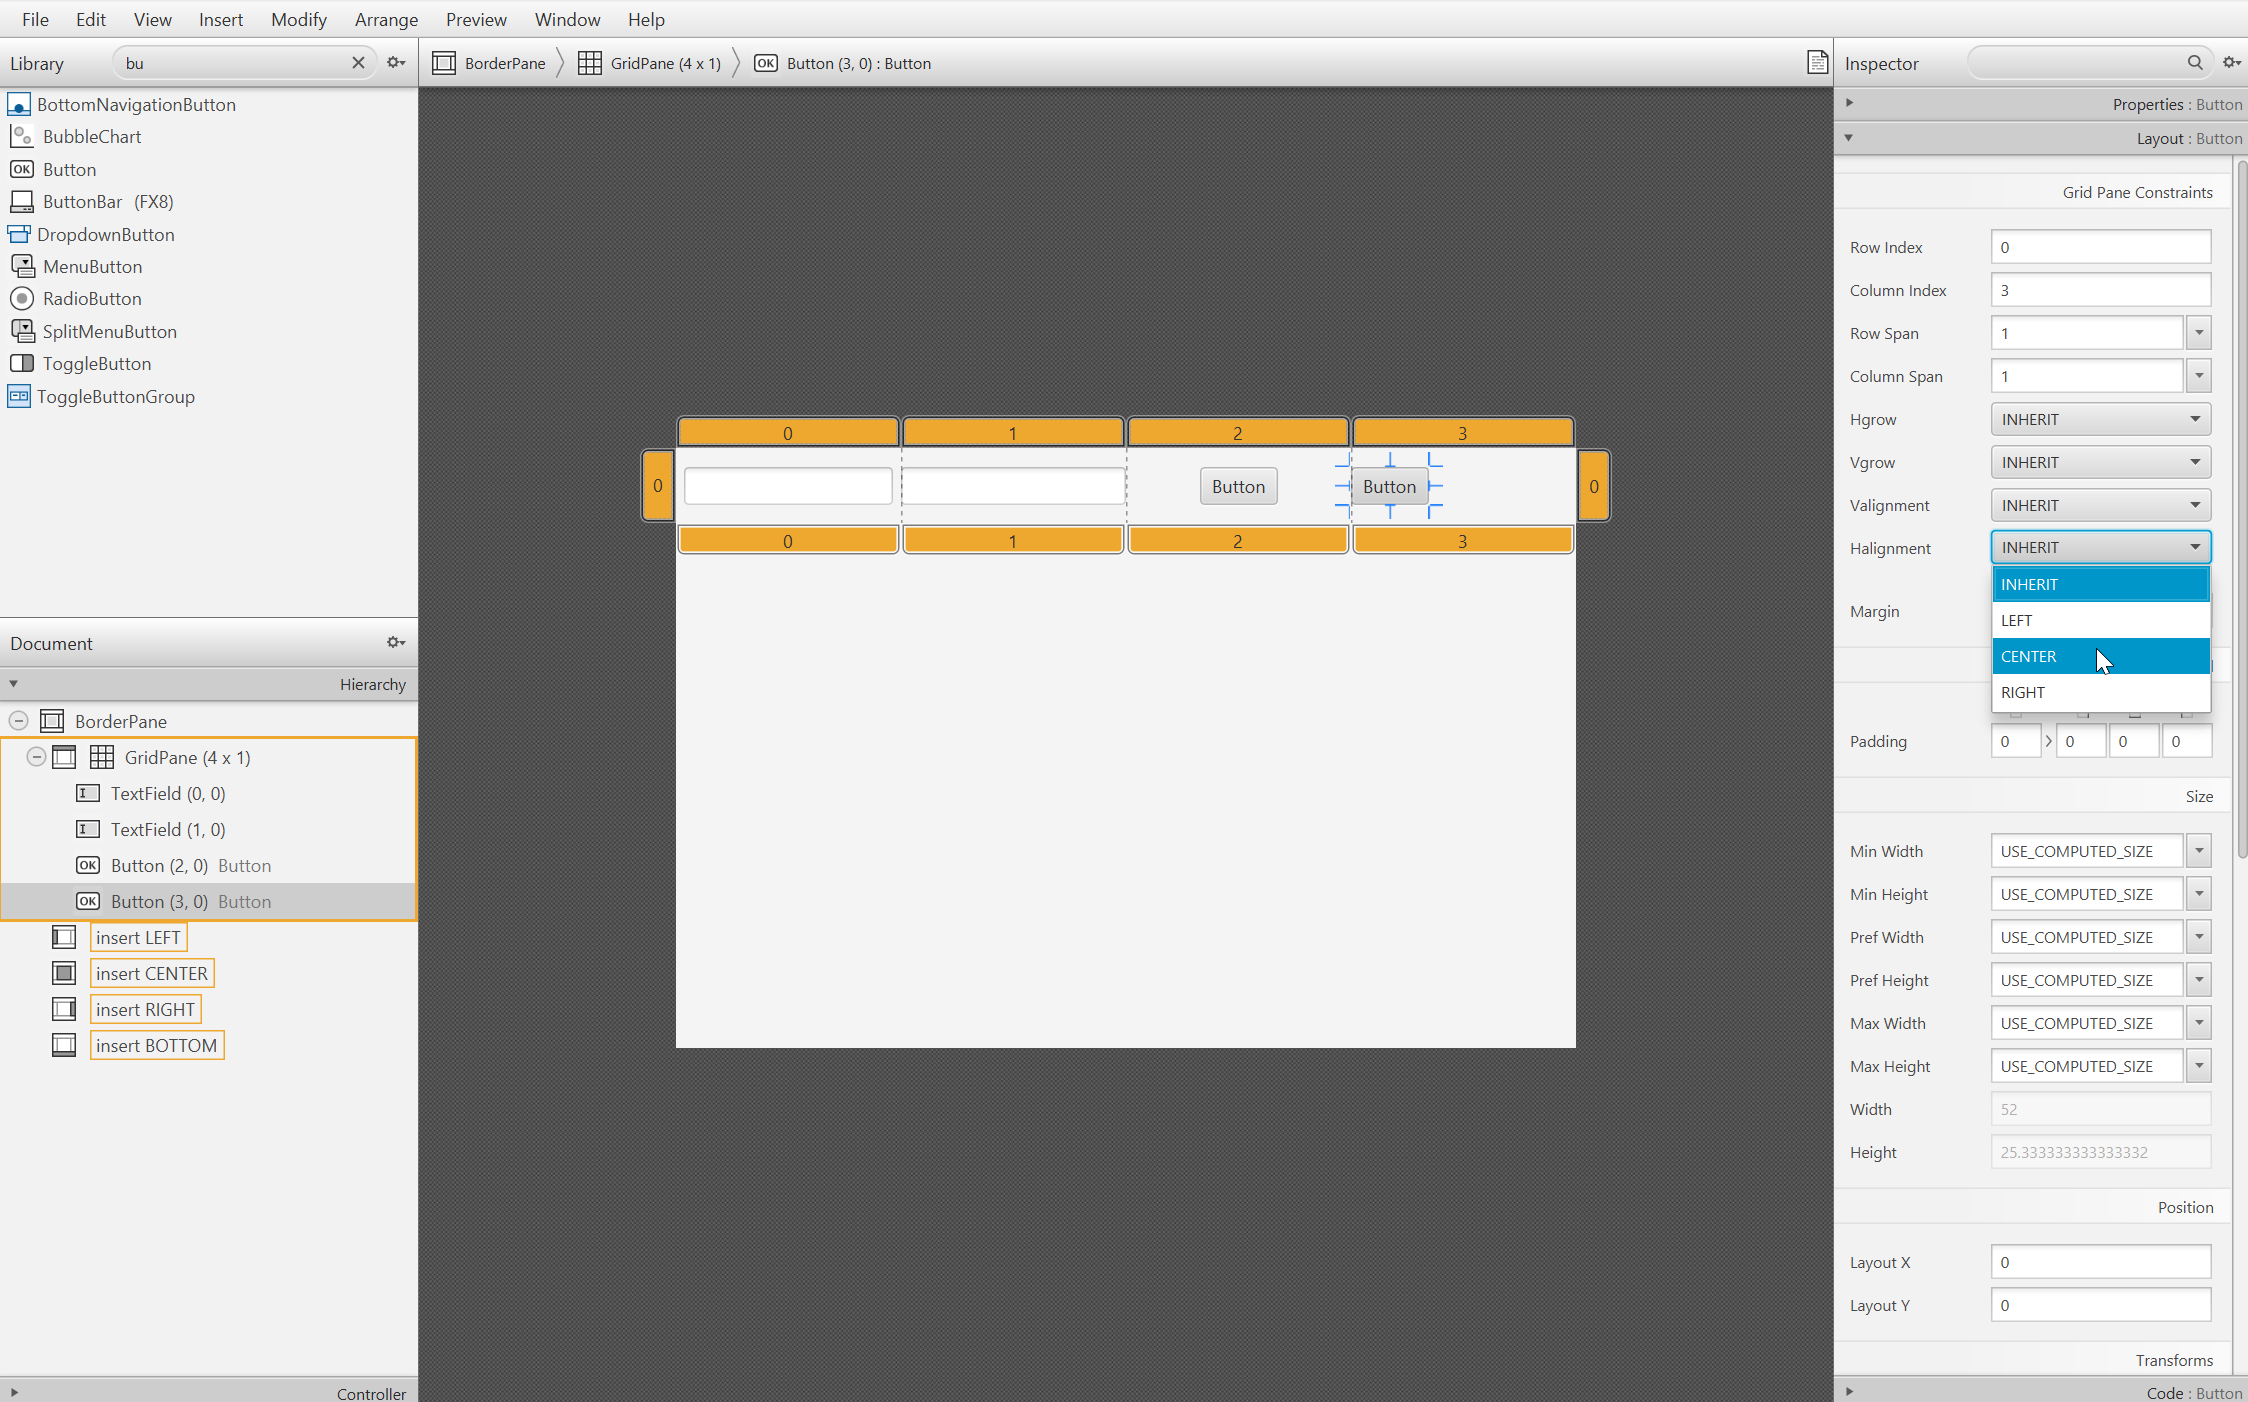 File Edit View Insert Modify Arrange Preview Window Help
Library bu
BorderPane GridPane (4 x 1) OK Button (3, 0) : Button
Inspector
BottomNavigationButton
BubbleChart
OK Button
ButtonBar (FX8)
DropdownButton
MenuButton
RadioButton
SplitMenuButton
ToggleButton
ToggleButtonGroup
Document
Hierarchy
BorderPane
GridPane (4 x 1)
TextField (0, 0)
TextField (1, 0)
OK Button (2, 0) Button
OK Button (3, 0) Button
insert LEFT
insert CENTER
insert RIGHT
insert BOTTOM
Controller
0 1 2 3
0 Button Button 0
0 1 2 3
Properties : Button
Layout : Button
Grid Pane Constraints
Row Index 0
Column Index 3
Row Span 1
Column Span 1
Hgrow INHERIT
Vgrow INHERIT
Valignment INHERIT
Halignment INHERIT
INHERIT
LEFT
CENTER
RIGHT
Margin
Padding 0 0 0 0
Size
Min Width USE_COMPUTED_SIZE
Min Height USE_COMPUTED_SIZE
Pref Width USE_COMPUTED_SIZE
Pref Height USE_COMPUTED_SIZE
Max Width USE_COMPUTED_SIZE
Max Height USE_COMPUTED_SIZE
Width 52
Height 25.333333333333332
Position
Layout X 0
Layout Y 0
Transforms
Code : Button